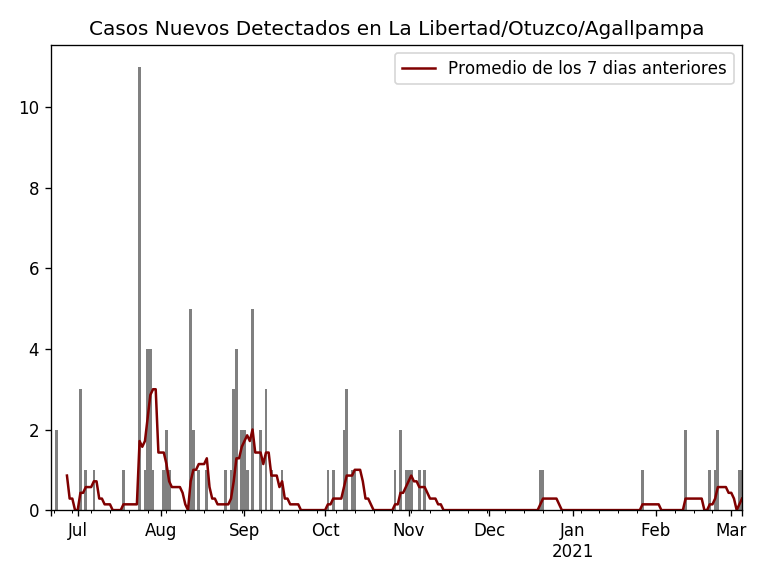 Casos Nuevos Detectados en La Libertad/Otuzco/Agallpampa
Promedio de los 7 dias anteriores
10
8
6
4
2
0
Jul Aug Sep Oct Nov Dec Jan Feb Mar
2021